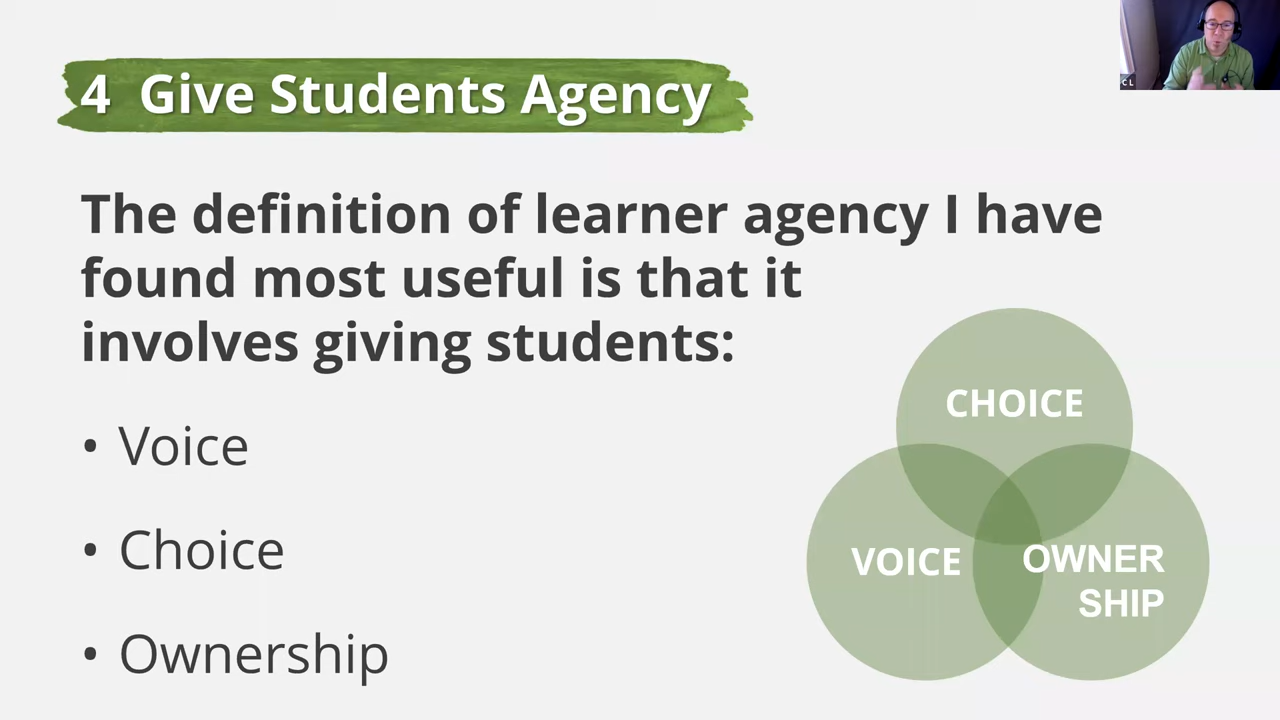 4 Give Students Agency
The definition of learner agency I have
found most useful is that it
involves giving students:
• Voice
• Choice
• Ownership
CHOICE
VOICE
OWNER
SHIP
C L